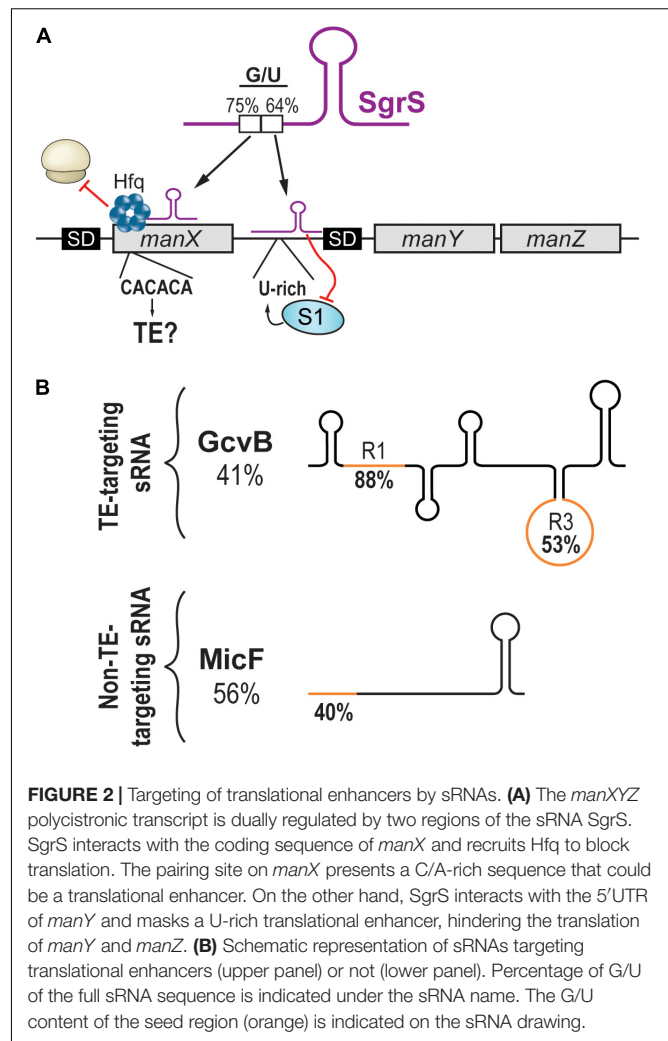 A
G/U
75% 64%
SgrS
Hfq
SD
manX
SD
manY
manZ
CACACA
TE?
U-rich
S1
B
TE-targeting
sRNA
GcvB
41%
R1
88%
R3
53%
Non-TE-
targeting sRNA
MicF
56%
40%
FIGURE 2 | Targeting of translational enhancers by sRNAs. (A) The manXYZ
polycistronic transcript is dually regulated by two regions of the sRNA SgrS.
SgrS interacts with the coding sequence of manX and recruits Hfq to block
translation. The pairing site on manX presents a C/A-rich sequence that could
be a translational enhancer. On the other hand, SgrS interacts with the 5′UTR
of manY and masks a U-rich translational enhancer, hindering the translation
of manY and manZ. (B) Schematic representation of sRNAs targeting
translational enhancers (upper panel) or not (lower panel). Percentage of G/U
of the full sRNA sequence is indicated under the sRNA name. The G/U
content of the seed region (orange) is indicated on the sRNA drawing.